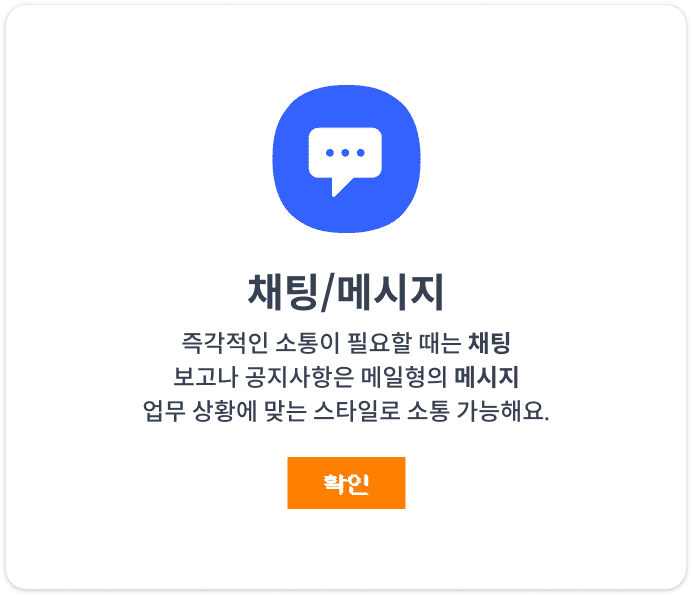 채팅/메시지
즉각적인 소통이 필요할 때는 채팅
보고나 공지사항은 메일형의 메시지
업무 상황에 맞는 스타일로 소통 가능해요.
확인